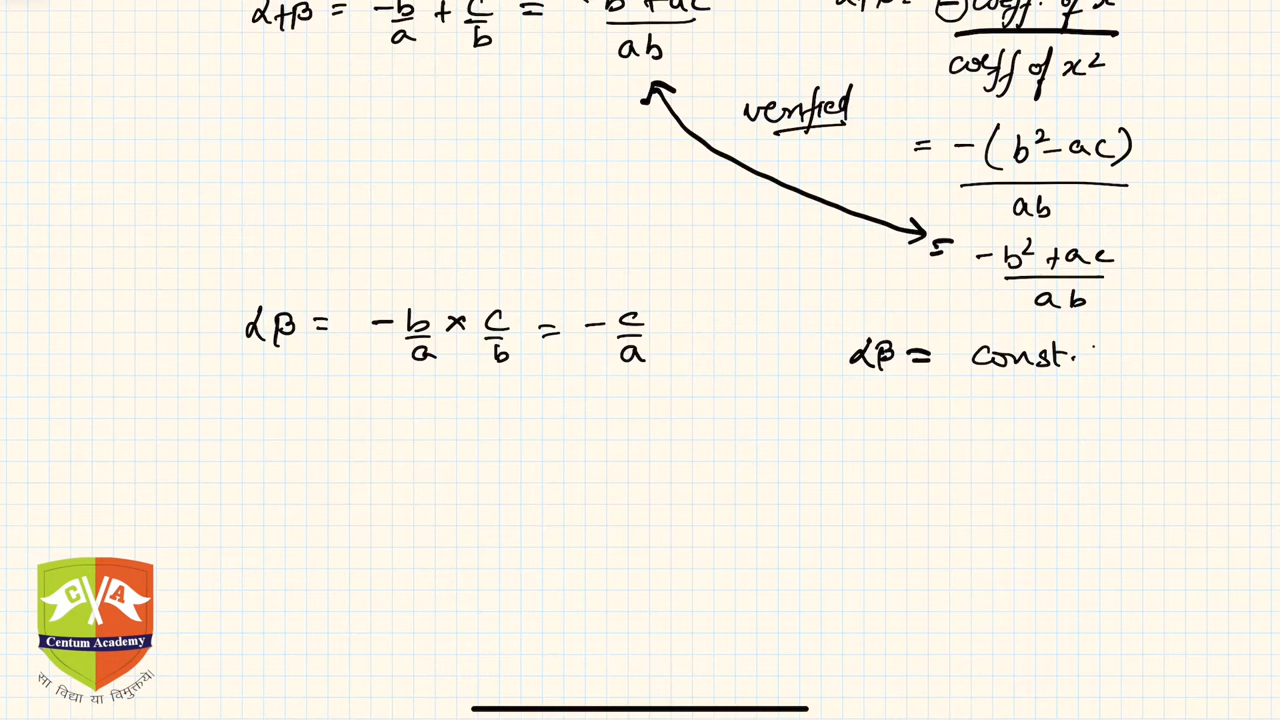 α+β = -b/a + c/b = -b²+ac / ab
α+β = -coeff. of x / coeff of x²
verified
= -(b²-ac) / ab
= -b²+ac / ab
αβ = -b/a × c/b = -c/a
αβ = const.
CA
Centum Academy
सा विद्या या विमुक्तये।